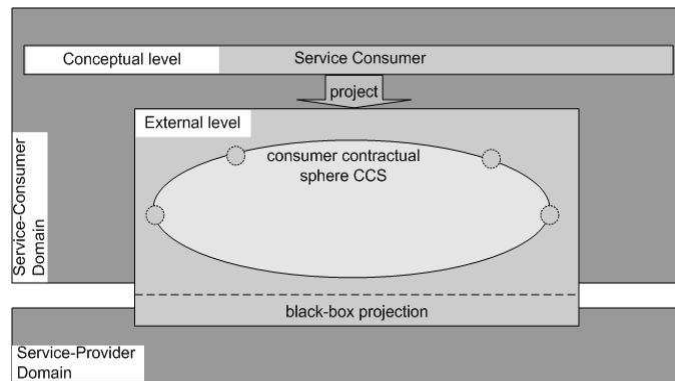 Conceptual level
Service Consumer
project
External level
consumer contractual
sphere CCS
Service-Consumer
Domain
black-box projection
Service-Provider
Domain